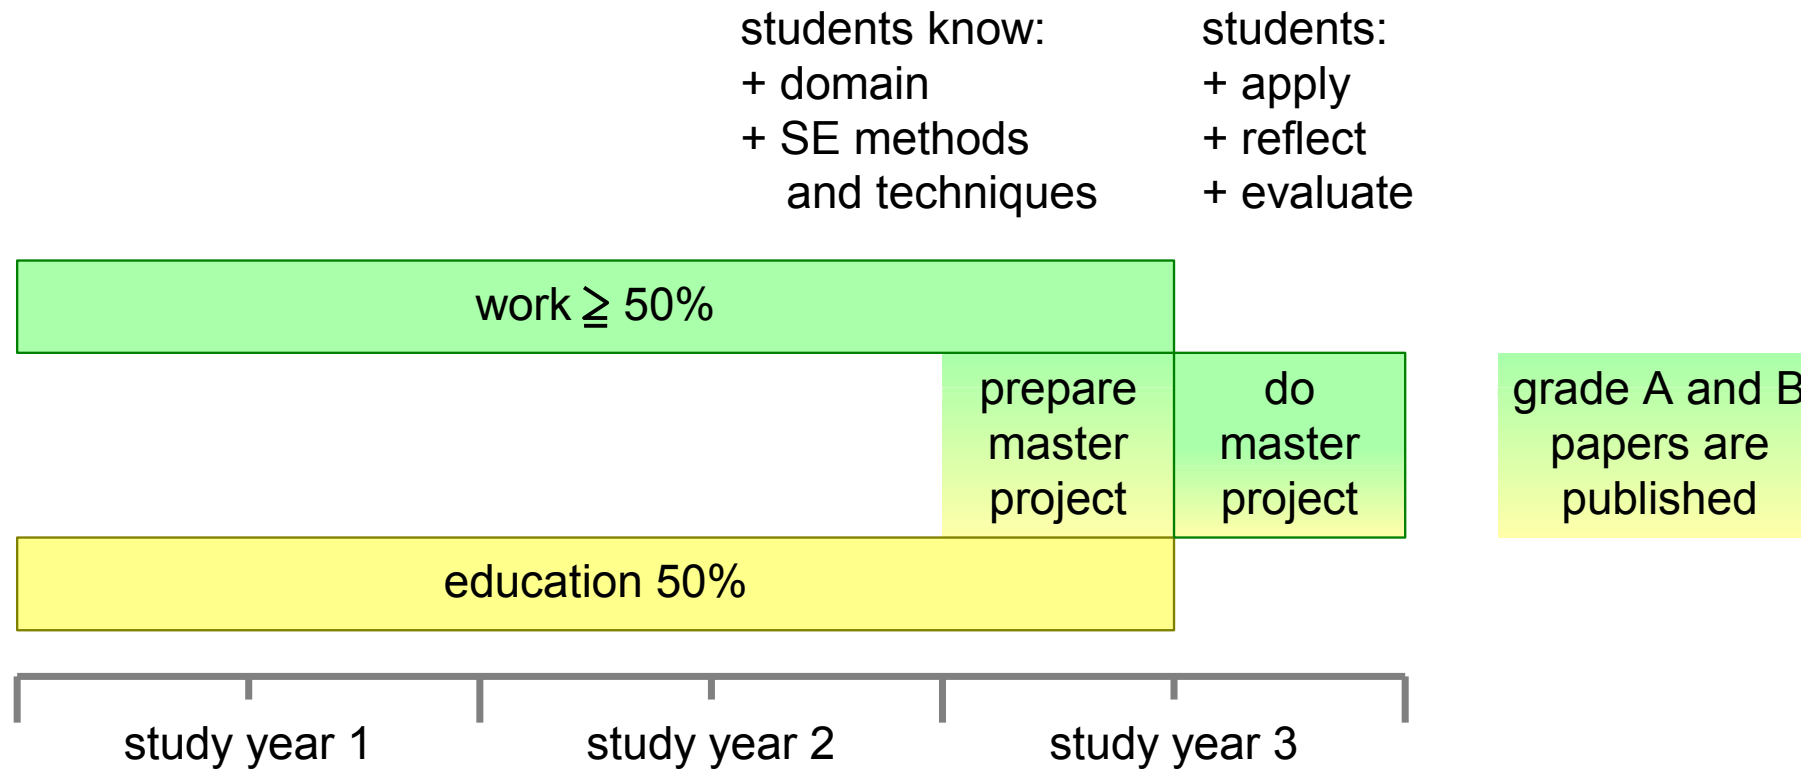 students know:
+ domain
+ SE methods
and techniques
students:
+ apply
+ reflect
+ evaluate
work ≧ 50%
prepare
master
project
do
master
project
grade A and B
papers are
published
education 50%
study year 1
study year 2
study year 3